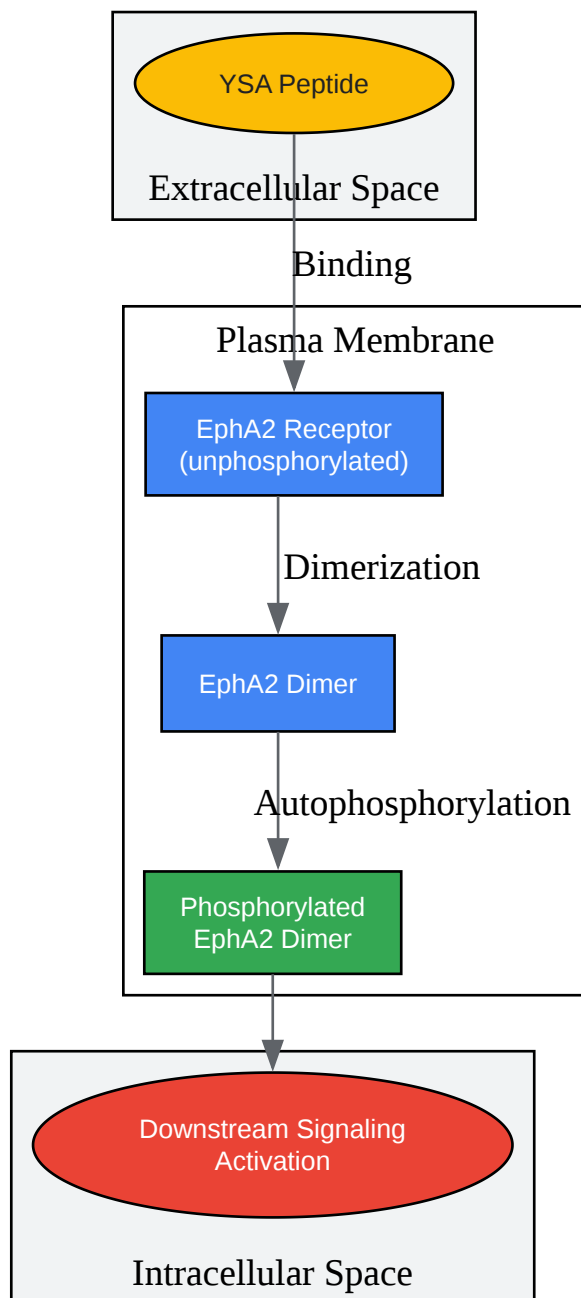 YSA Peptide
Extracellular Space
Binding
Plasma Membrane
EphA2 Receptor
(unphosphorylated)
Dimerization
EphA2 Dimer
Autophosphorylation
Phosphorylated
EphA2 Dimer
Downstream Signaling
Activation
Intracellular Space